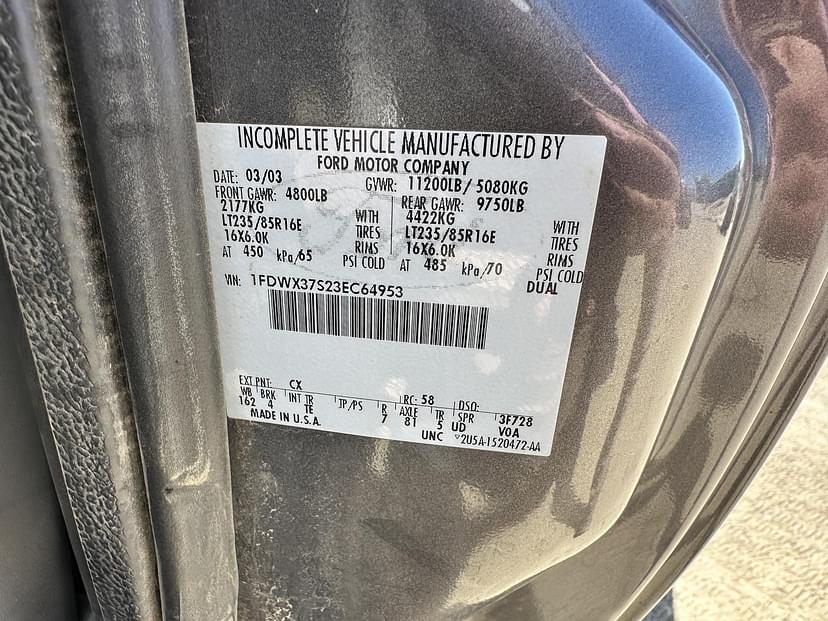 INCOMPLETE VEHICLE MANUFACTURED BY
FORD MOTOR COMPANY
DATE: 03/03 GVWR: 11200LB/ 5080KG
FRONT GAWR: 4800LB REAR GAWR: 9750LB
2177KG WITH 4422KG WITH
LT235/85R16E TIRES LT235/85R16E TIRES
16X6.0K RIMS 16X6.0K RIMS
AT 450 kPa/65 PSI COLD AT 485 kPa/70 PSI COLD
DUAL
VIN: 1FDWX37S23EC64953
EXT PNT: CX RC: 58 DSO:
WB BRK INT TR TP/PS R AXLE TR SPR 3F728
162 4 TE 7 81 5 UD VOA
MADE IN U.S.A. UNC ▽2U5A-1520472-AA